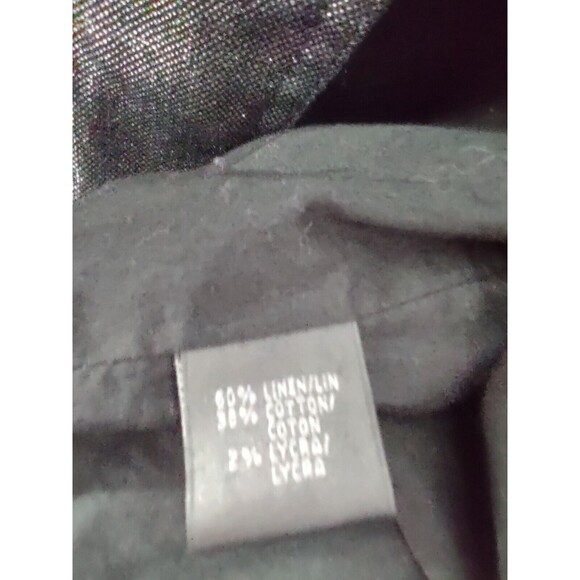 60% LINEN/LIN
38% COTTON/
COTON
2% LYCRA/
LYCRA